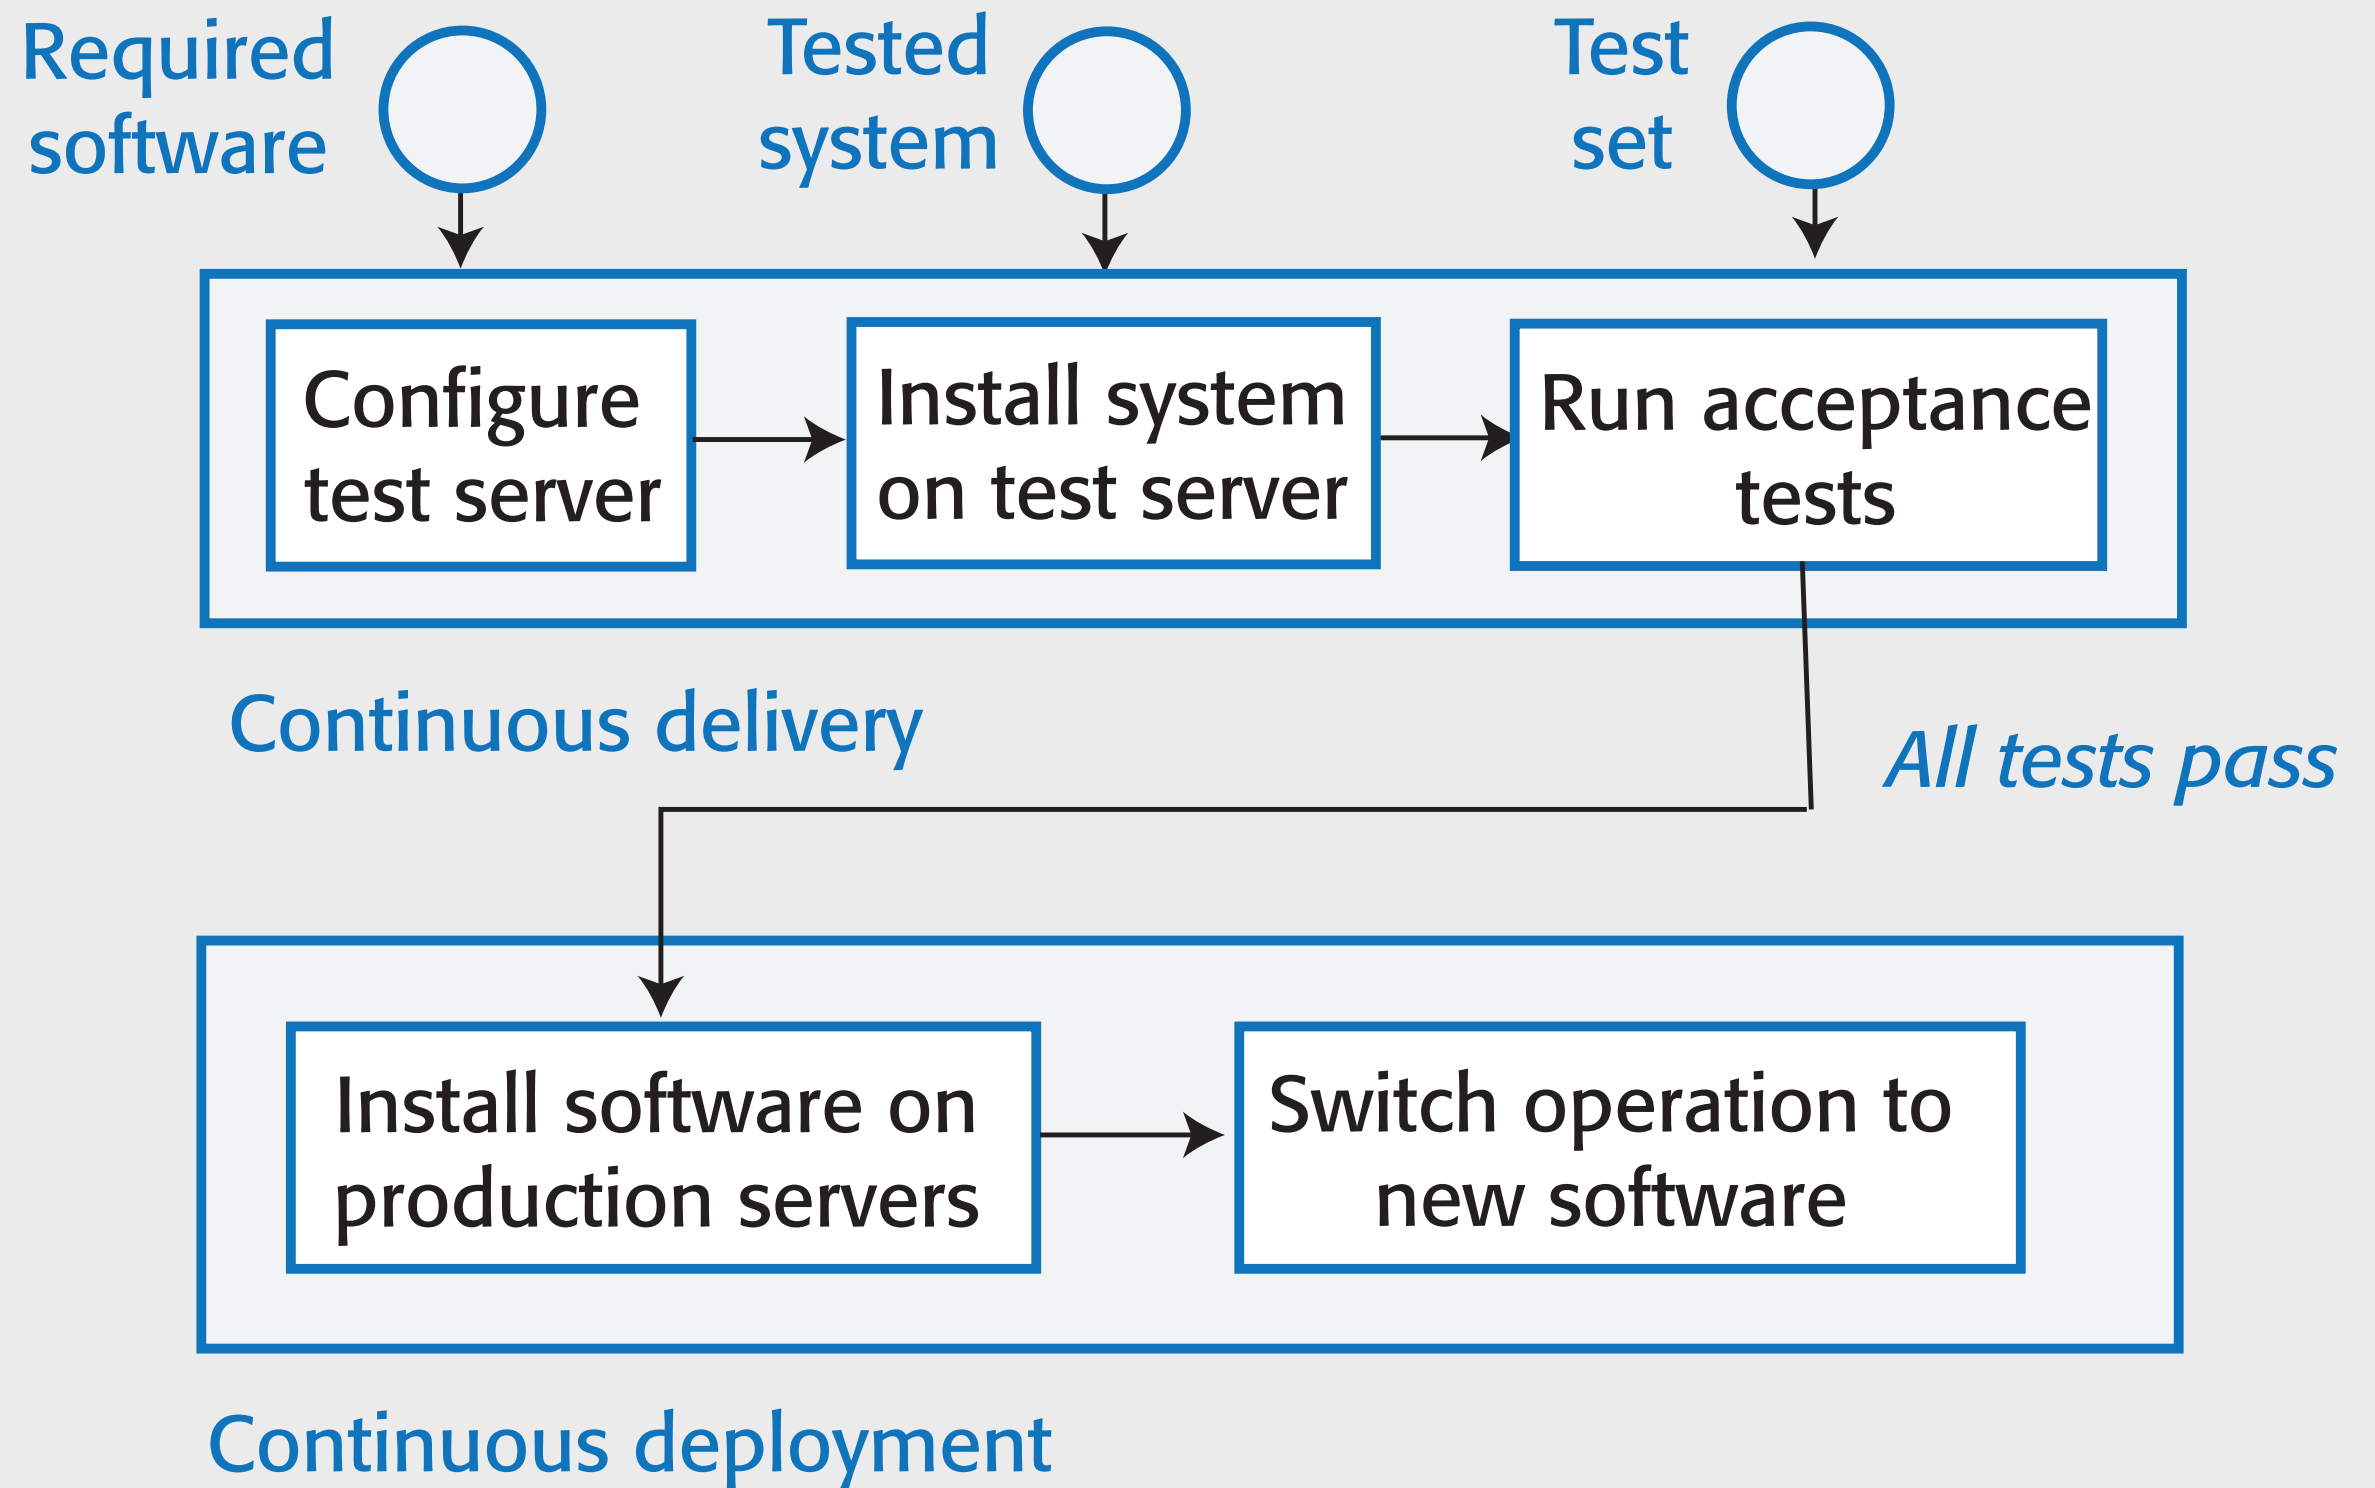 Required
software
Tested
system
Test
set
Configure
test server
Install system
on test server
Run acceptance
tests
Continuous delivery
All tests pass
Install software on
production servers
Switch operation to
new software
Continuous deployment